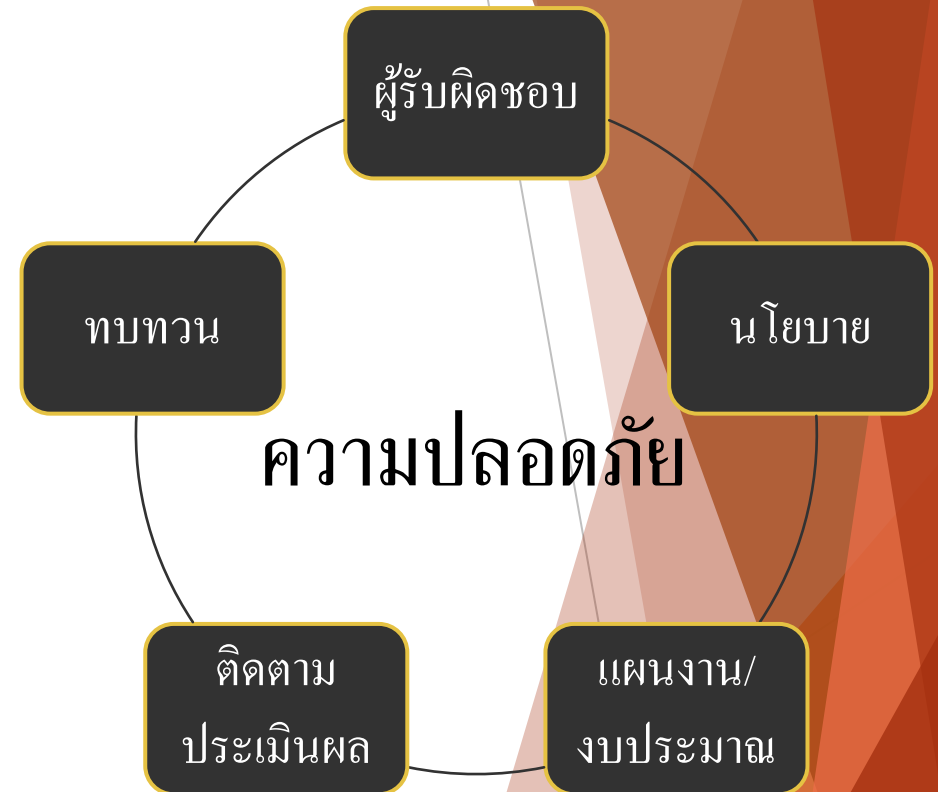 ผู้รับผิดชอบ
นโยบาย
แผนงาน/
งบประมาณ
ติดตาม
ประเมินผล
ทบทวน
ความปลอดภัย